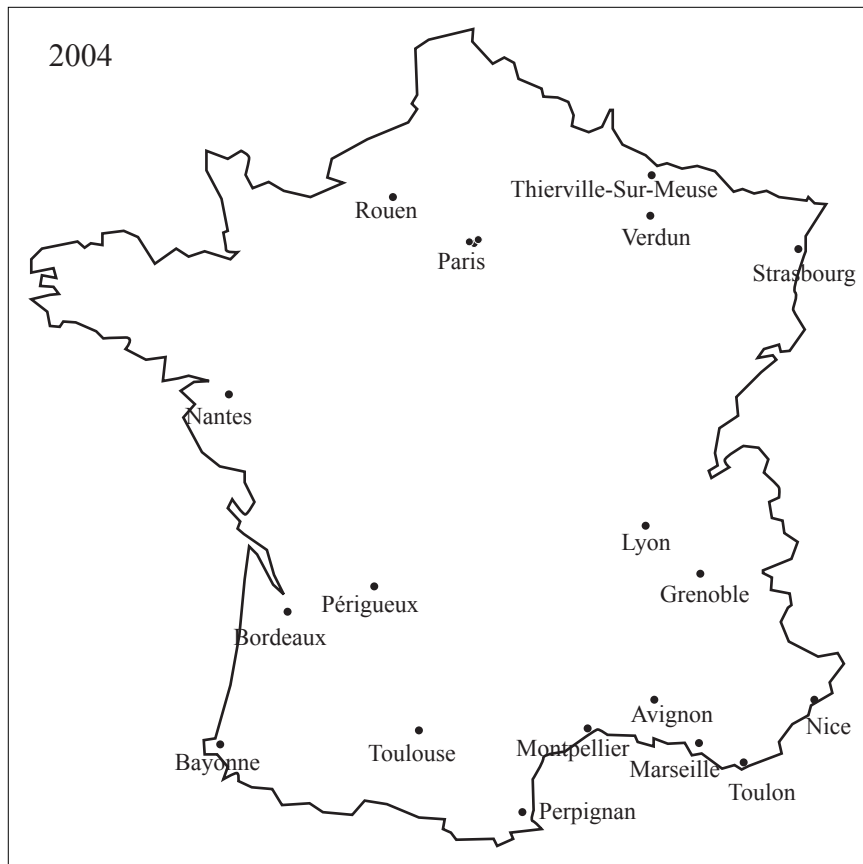 2004
Thierville-Sur-Meuse
Rouen
Verdun
Paris
Strasbourg
Nantes
Lyon
Grenoble
Périgueux
Bordeaux
Avignon
Nice
Bayonne
Toulouse
Montpellier
Marseille
Toulon
Perpignan